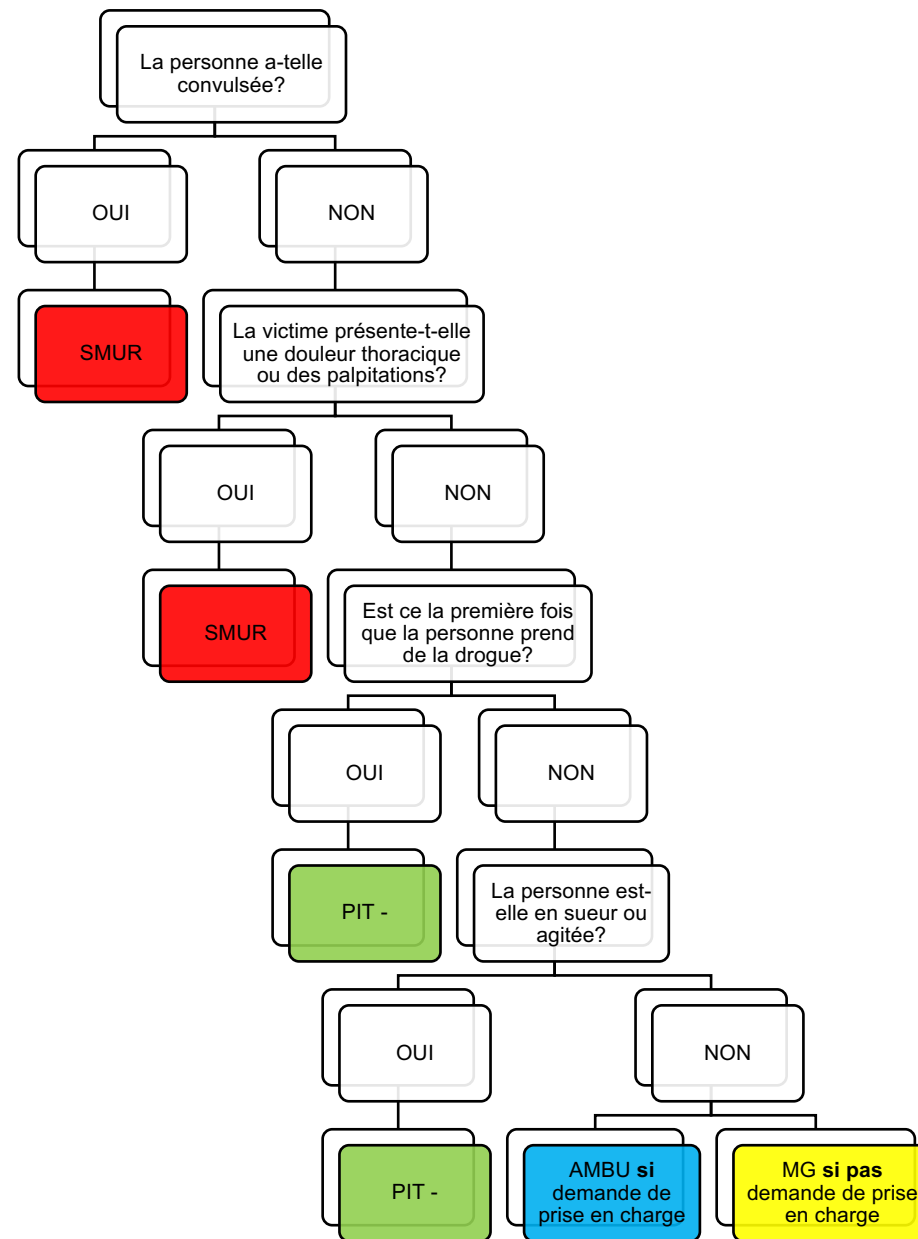 La personne a-telle
convulsée?
OUI
NON
SMUR
La victime présente-t-elle
une douleur thoracique
ou des palpitations?
OUI
NON
SMUR
Est ce la première fois
que la personne prend
de la drogue?
OUI
NON
PIT -
La personne est-
elle en sueur ou
agitée?
OUI
NON
PIT -
AMBU si
demande de
prise en charge
MG si pas
demande de prise
en charge